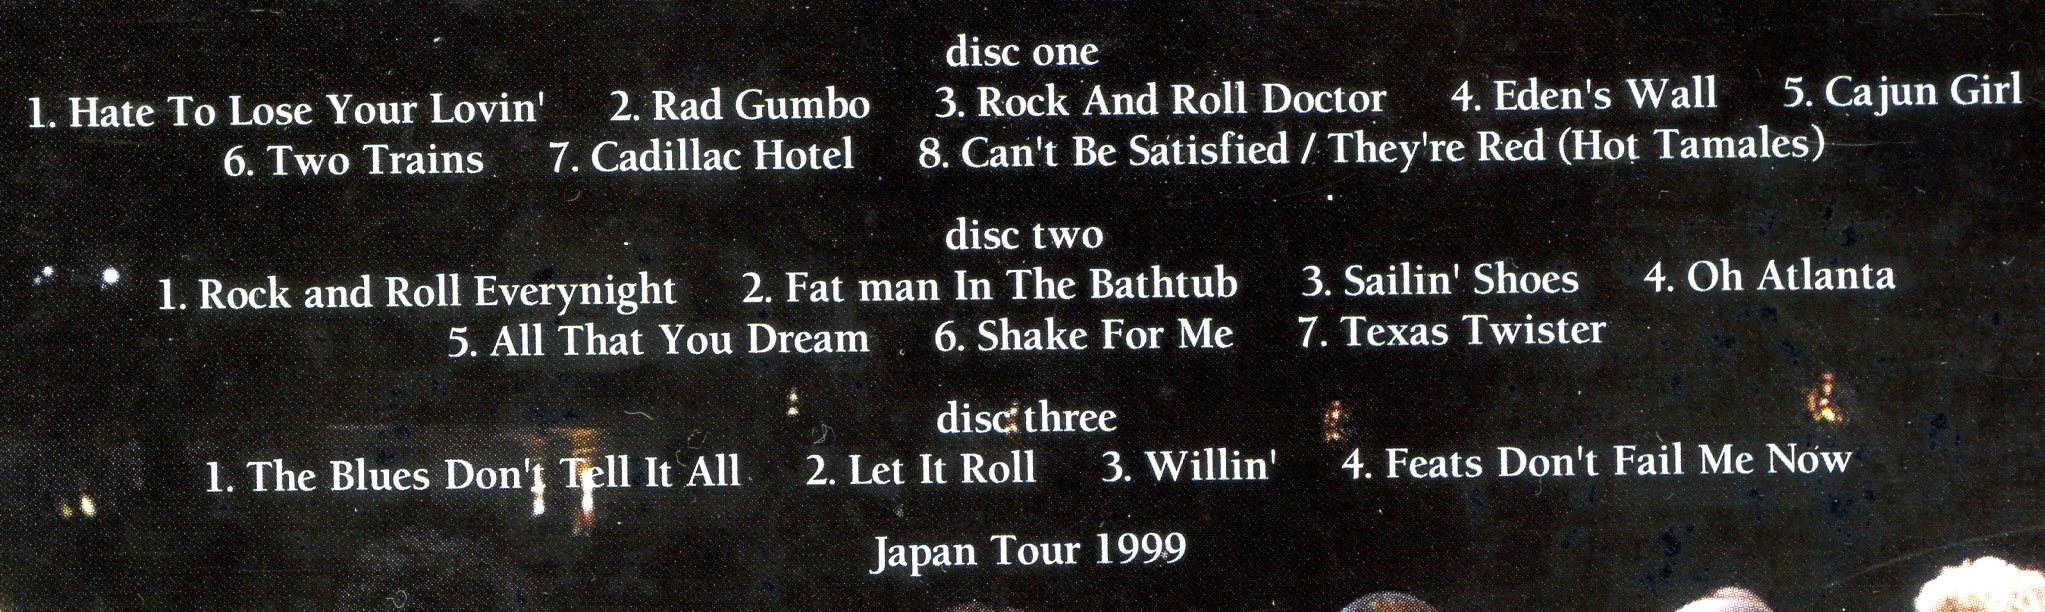 disc one
1. Hate To Lose Your Lovin' 2. Rad Gumbo 3. Rock And Roll Doctor 4. Eden's Wall 5. Cajun Girl
6. Two Trains 7. Cadillac Hotel 8. Can't Be Satisfied / They're Red (Hot Tamales)
disc two
1. Rock and Roll Everynight 2. Fat man In The Bathtub 3. Sailin' Shoes 4. Oh Atlanta
5. All That You Dream 6. Shake For Me 7. Texas Twister
disc three
1. The Blues Don't Tell It All 2. Let It Roll 3. Willin' 4. Feats Don't Fail Me Now
Japan Tour 1999